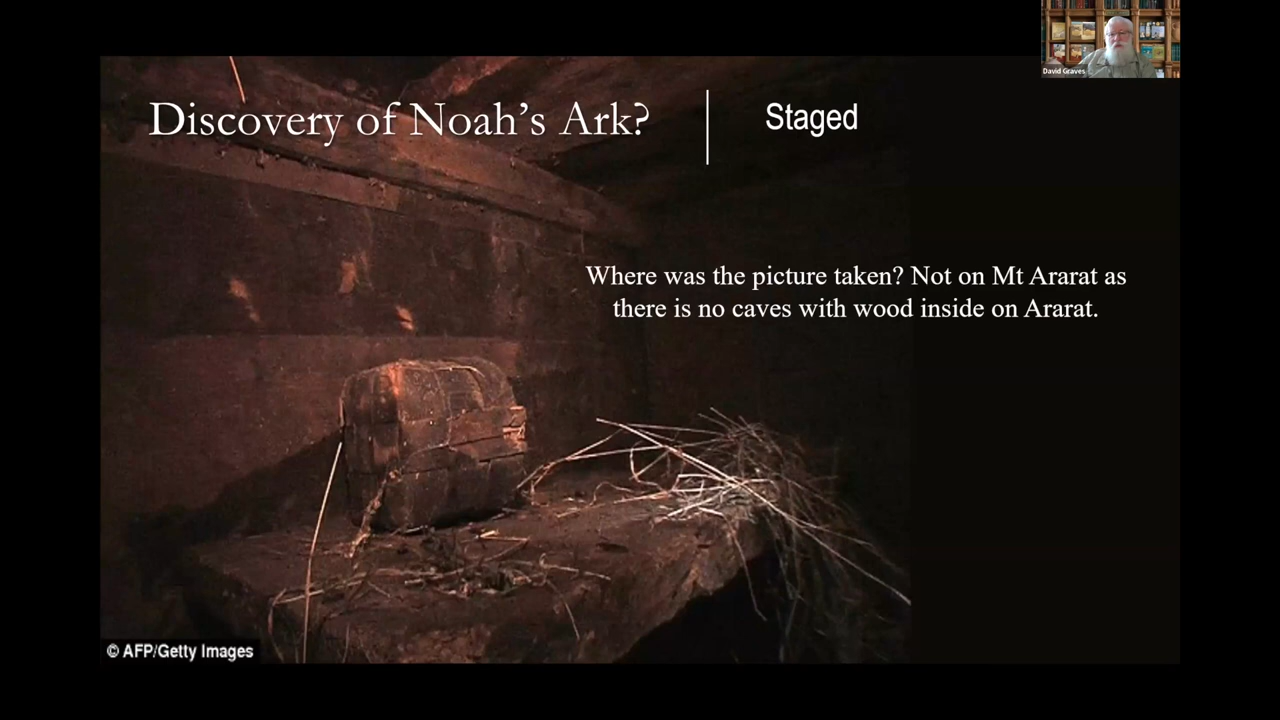 David Graves
Discovery of Noah's Ark?
Staged
Where was the picture taken? Not on Mt Ararat as
there is no caves with wood inside on Ararat.
© AFP/Getty Images